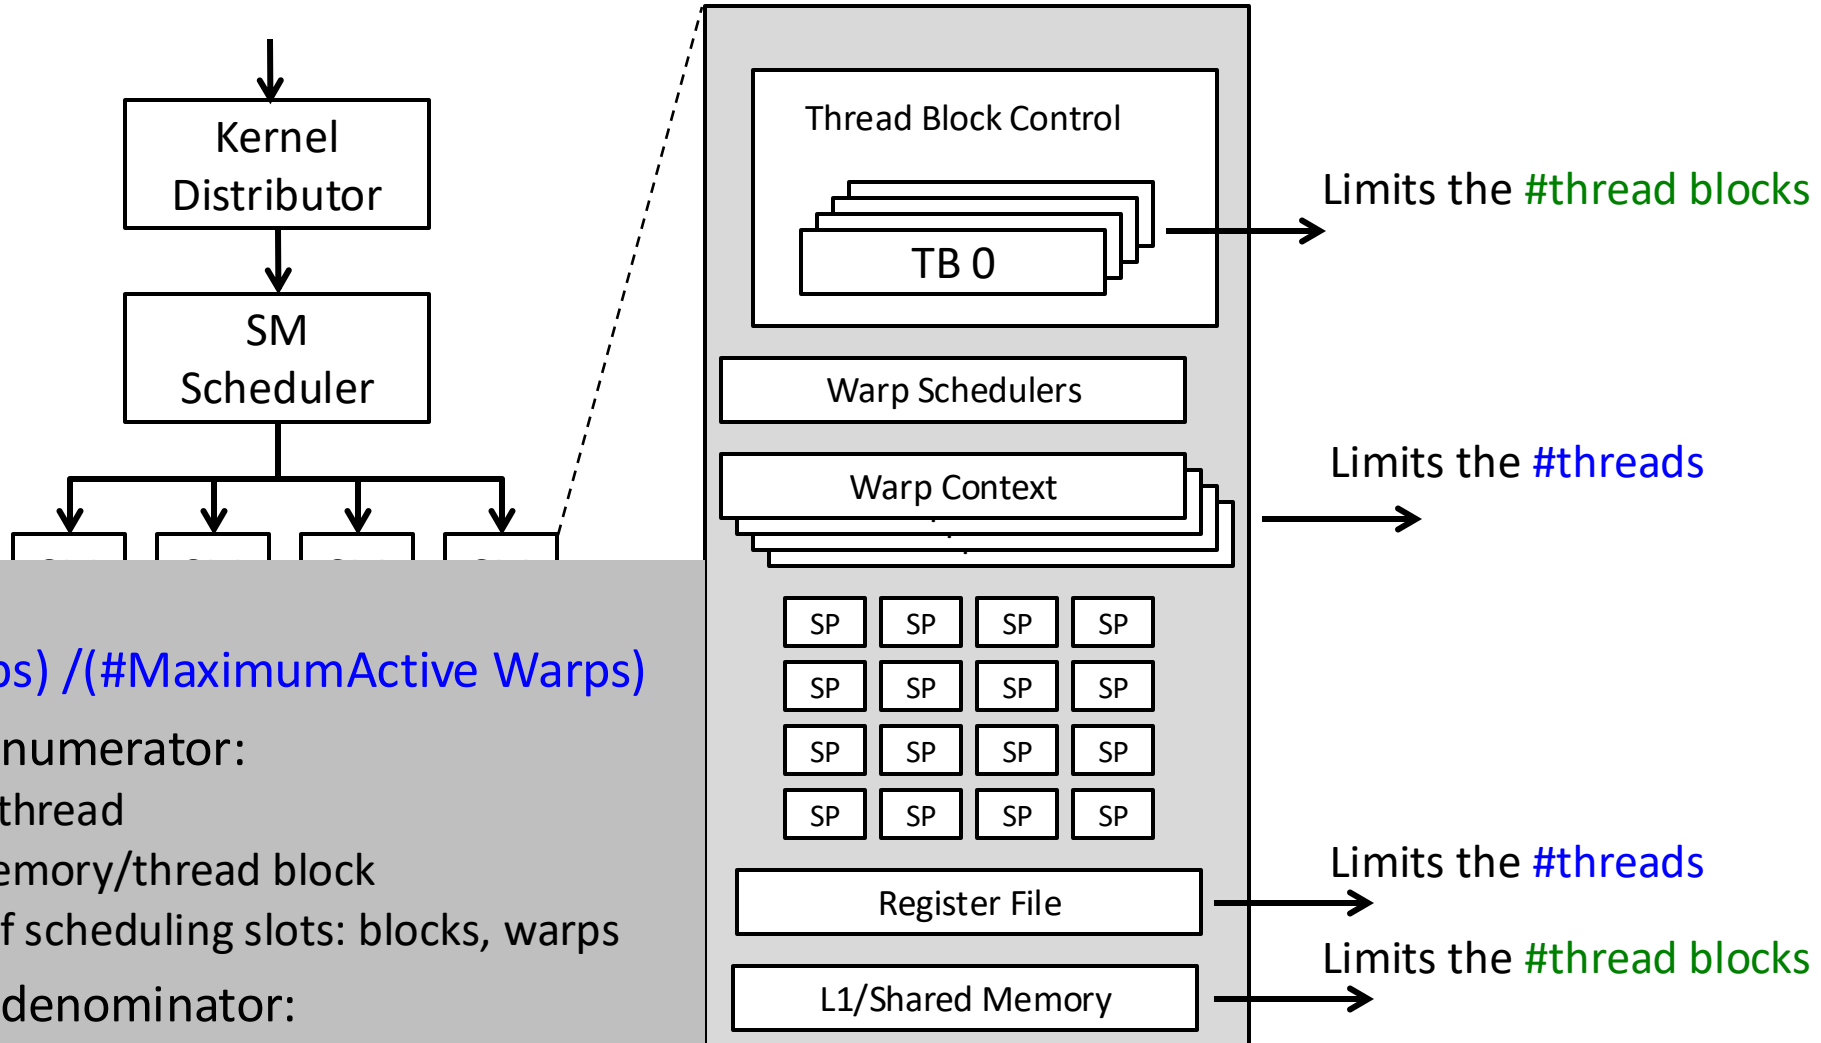 Kernel
Distributor
SM
Scheduler
Thread Block Control
TB 0
Limits the #thread blocks
Warp Schedulers
Warp Context
Limits the #threads
SP SP SP SP
SP SP SP SP
SP SP SP SP
SP SP SP SP
Register File
Limits the #threads
L1/Shared Memory
Limits the #thread blocks
/(#MaximumActive Warps)
numerator:
thread
/thread block
scheduling slots: blocks, warps
denominator: